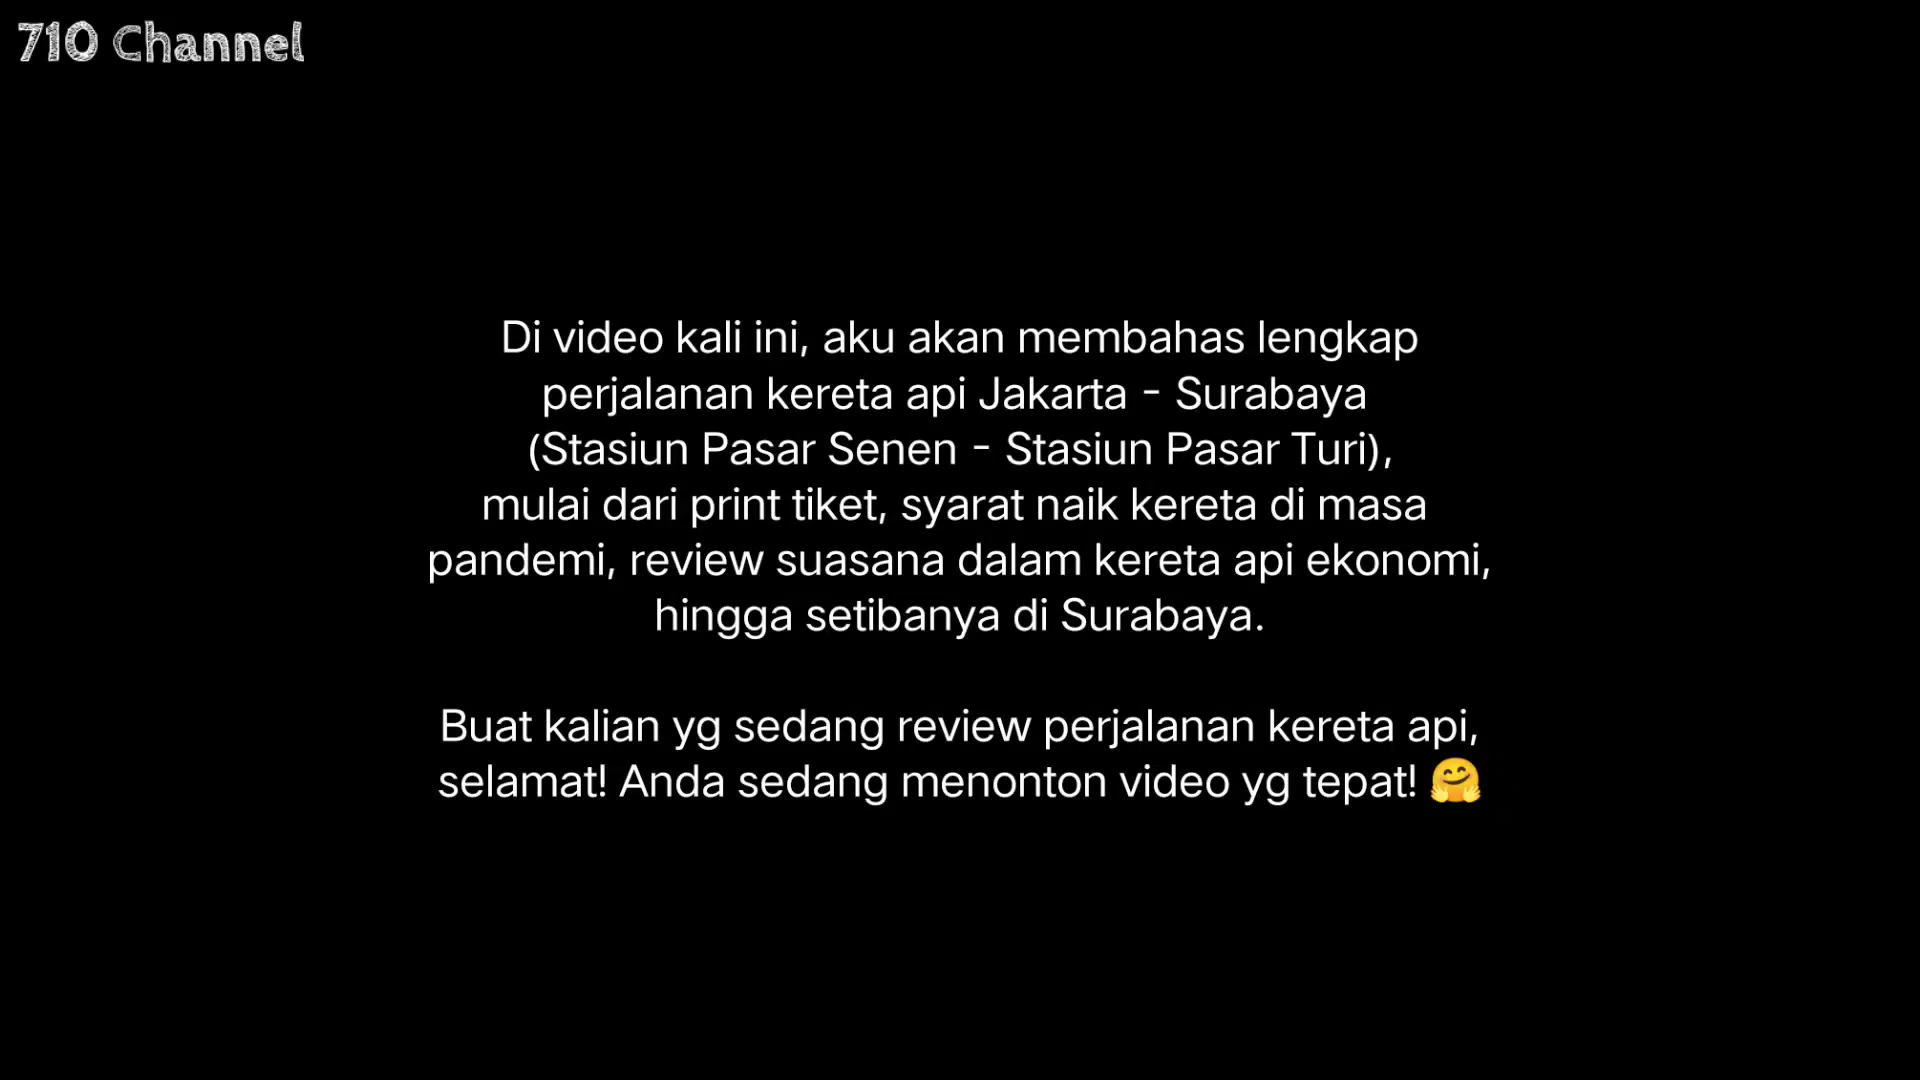 710 Channel
Di video kali ini, aku akan membahas lengkap
perjalanan kereta api Jakarta - Surabaya
(Stasiun Pasar Senen - Stasiun Pasar Turi),
mulai dari print tiket, syarat naik kereta di masa
pandemi, review suasana dalam kereta api ekonomi,
hingga setibanya di Surabaya.
Buat kalian yg sedang review perjalanan kereta api,
selamat! Anda sedang menonton video yg tepat! 🤗